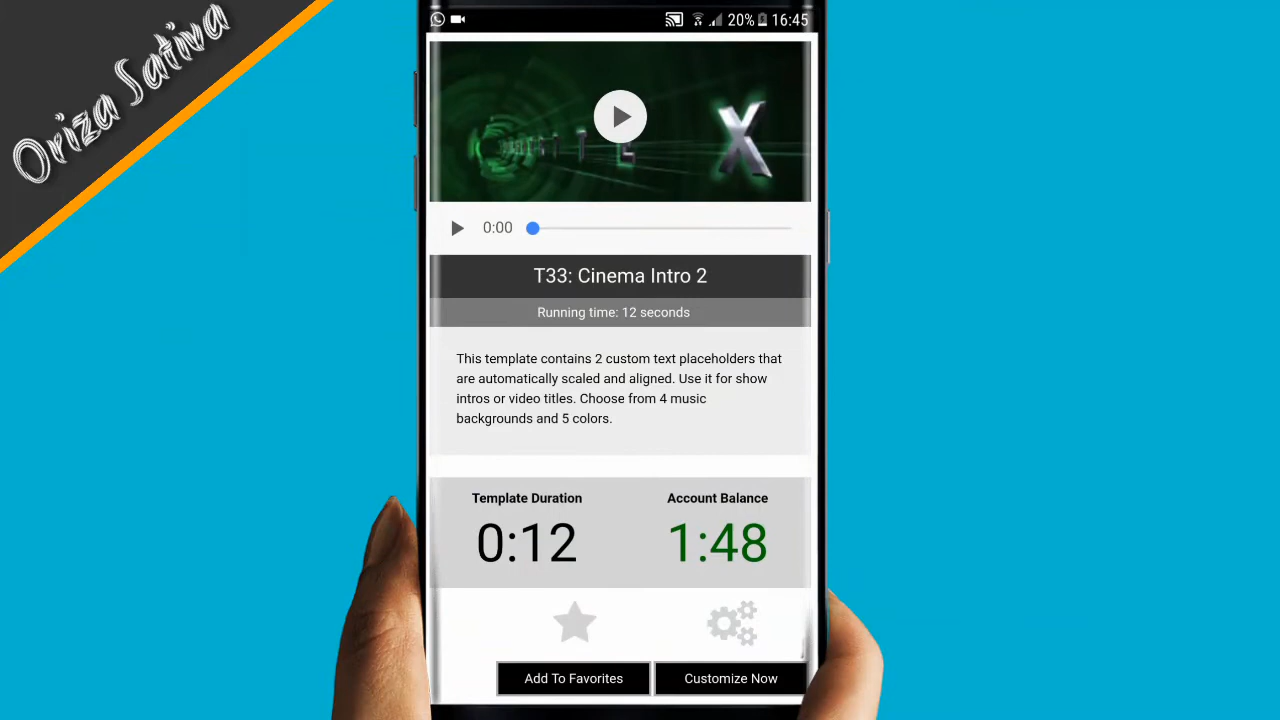 Oriza Sativa
20% 16:45
X
0:00
T33: Cinema Intro 2
Running time: 12 seconds
This template contains 2 custom text placeholders that
are automatically scaled and aligned. Use it for show
intros or video titles. Choose from 4 music
backgrounds and 5 colors.
Template Duration Account Balance
0:12 1:48
Add To Favorites Customize Now